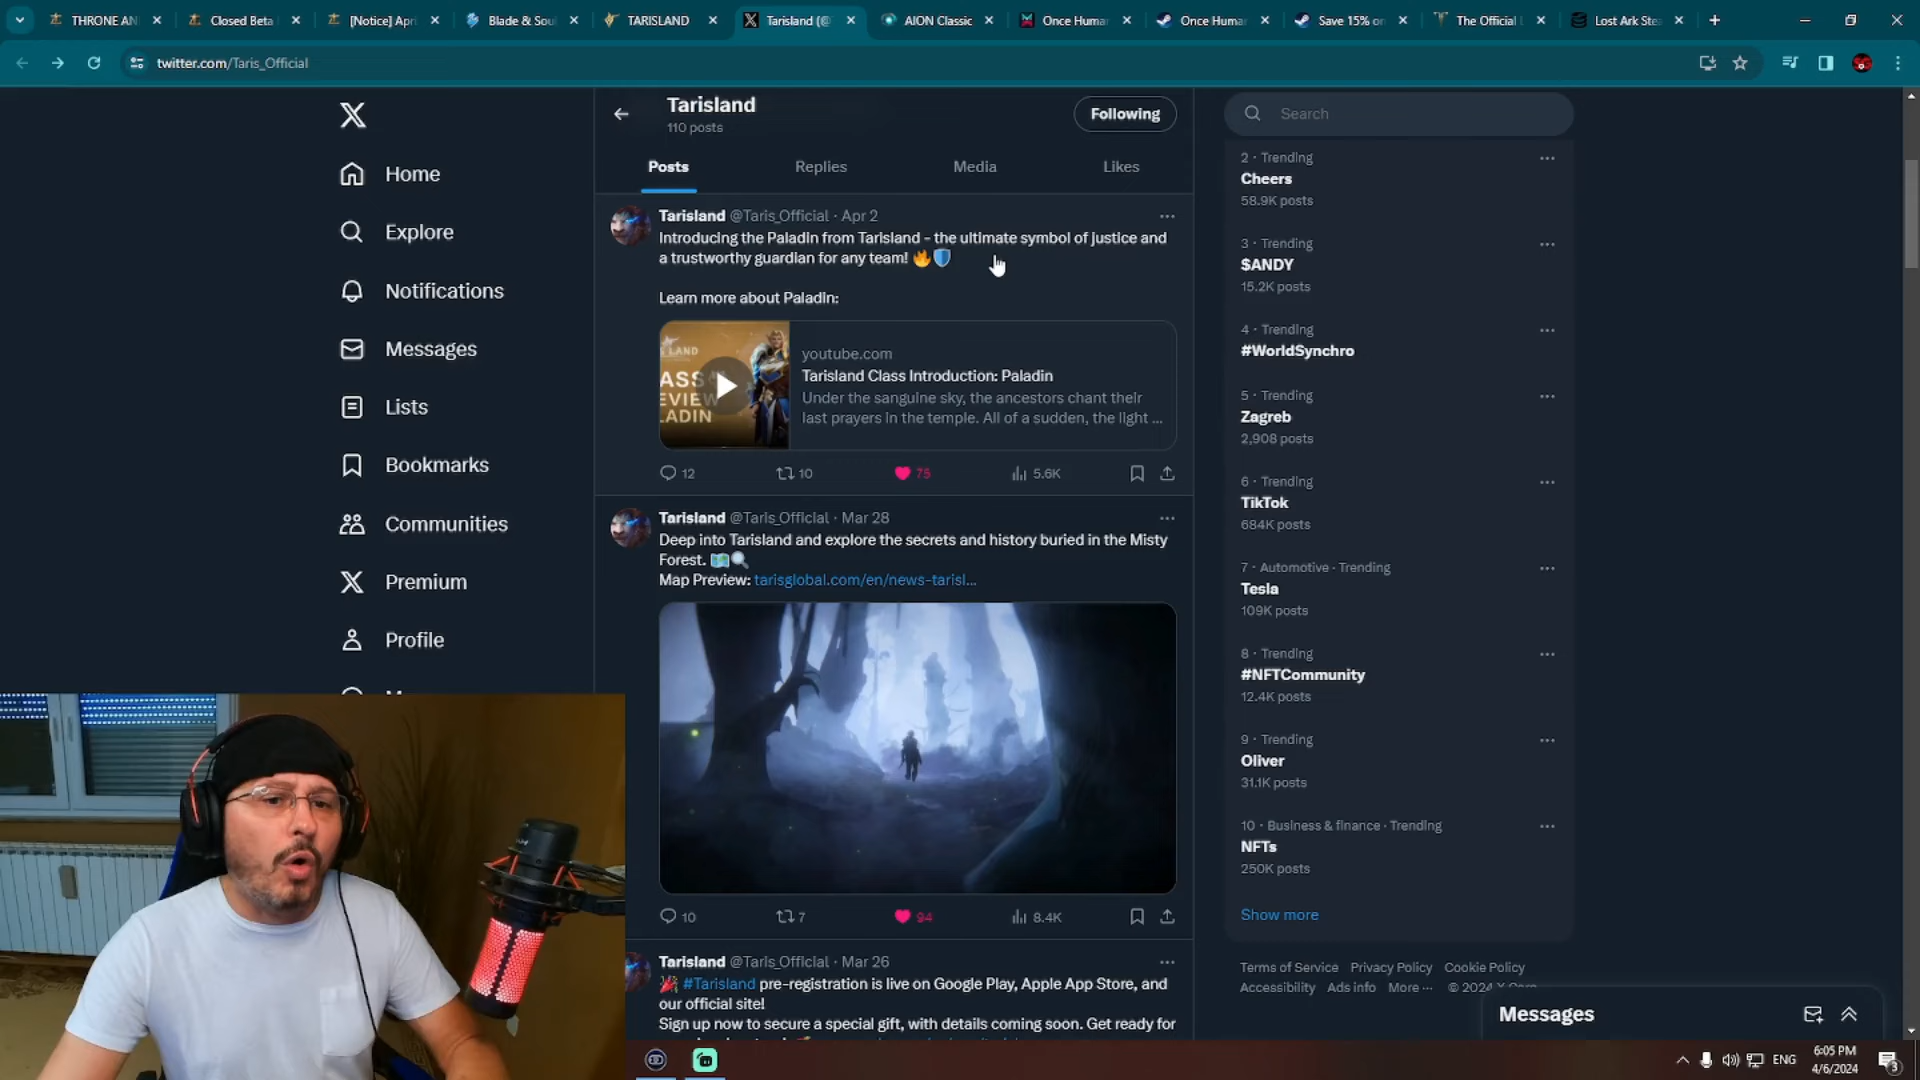 THRONE AN
Closed Beta
[Notice] Apri
Blade & Sou
TARISLAND
Tarisland (@
AION Classic
Once Human
Once Human
Save 15% on
The Official
Lost Ark Ste
twitter.com/Taris_Official
Home
Explore
Notifications
Messages
Lists
Bookmarks
Communities
Premium
Profile
Tarisland
110 posts
Following
Posts
Replies
Media
Likes
Tarisland @Taris_Official · Apr 2
Introducing the Paladin from Tarisland - the ultimate symbol of justice and
a trustworthy guardian for any team! 🔥🛡️
Learn more about Paladin:
youtube.com
Tarisland Class Introduction: Paladin
Under the sanguine sky, the ancestors chant their
last prayers in the temple. All of a sudden, the light ...
12
10
75
5.6K
Tarisland @Taris_Official · Mar 28
Deep into Tarisland and explore the secrets and history buried in the Misty
Forest. 🗺️🔍
Map Preview: tarisglobal.com/en/news-tarisl...
10
7
94
8.4K
Tarisland @Taris_Official · Mar 26
🎉 #Tarisland pre-registration is live on Google Play, Apple App Store, and
our official site!
Sign up now to secure a special gift, with details coming soon. Get ready for
Search
2 · Trending
Cheers
58.9K posts
3 · Trending
$ANDY
15.2K posts
4 · Trending
#WorldSynchro
5 · Trending
Zagreb
2,908 posts
6 · Trending
TikTok
684K posts
7 · Automotive · Trending
Tesla
109K posts
8 · Trending
#NFTCommunity
12.4K posts
9 · Trending
Oliver
31.1K posts
10 · Business & finance · Trending
NFTs
250K posts
Show more
Terms of Service Privacy Policy Cookie Policy
Accessibility Ads info More ··· © 2024 X Corp.
Messages
ENG
6:05 PM
4/6/2024
3